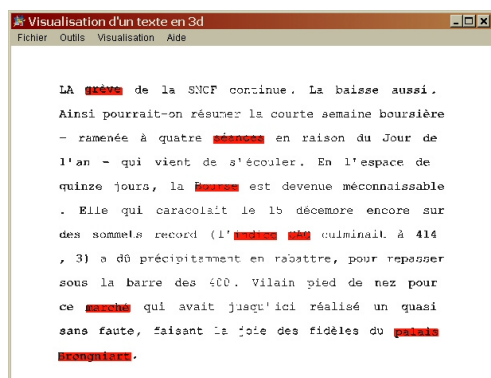 Visualisation d'un texte en 3d
Fichier Outils Visualisation Aide
LA grève de la SNCF continue. La baisse aussi.
Ainsi pourrait-on résumer la courte semaine boursière
- ramenée à quatre séances en raison du Jour de
l'an - qui vient de s'écouler. En l'espace de
quinze jours, la Bourse est devenue méconnaissable
. Elle qui caracolait le 15 décembre encore sur
des sommets record (l'indice CAC culminait à 414
, 3) a dû précipitamment en rabattre, pour repasser
sous la barre des 400. Vilain pied de nez pour
ce marché qui avait jusqu'ici réalisé un quasi
sans faute, faisant la joie des fidèles du palais
Brongniart.